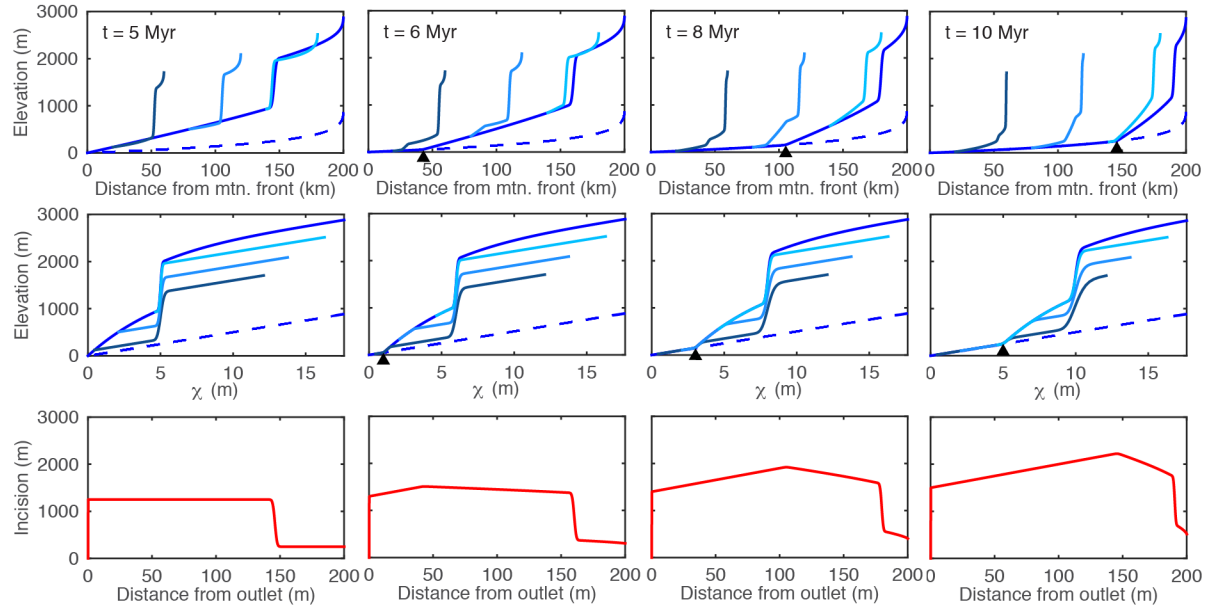 t = 5 Myr
t = 6 Myr
t = 8 Myr
t = 10 Myr
Elevation (m)
3000
2000
1000
0
0 50 100 150 200
0 50 100 150 200
0 50 100 150 200
0 50 100 150 200
Distance from mtn. front (km)
Distance from mtn. front (km)
Distance from mtn. front (km)
Distance from mtn. front (km)
Elevation (m)
3000
2000
1000
0
0 5 10 15
0 5 10 15
0 5 10 15
0 5 10 15
χ (m)
χ (m)
χ (m)
χ (m)
Incision (m)
3000
2000
1000
0
0 50 100 150 200
0 50 100 150 200
0 50 100 150 200
0 50 100 150 200
Distance from outlet (m)
Distance from outlet (m)
Distance from outlet (m)
Distance from outlet (m)